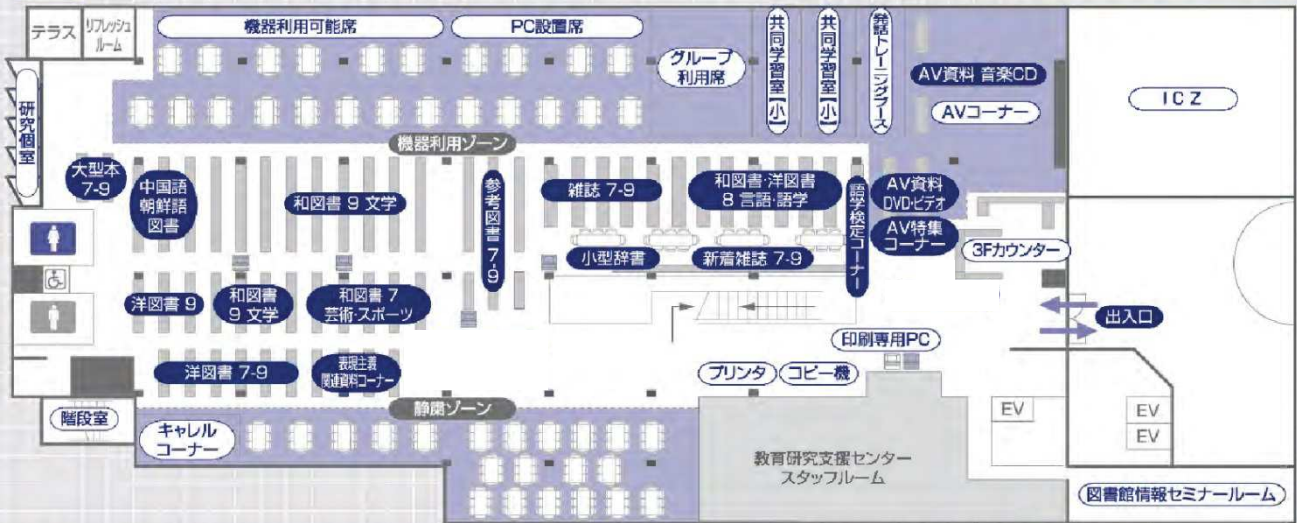 テラス
リフレッシュ
ルーム
機器利用可能席
PC設置席
グループ
利用席
共同学習室【小】
共同学習室【小】
発話トレーニングブース
AV資料 音楽CD
AVコーナー
ICZ
研究個室
機器利用ゾーン
大型本
7-9
中国語
朝鮮語
図書
和図書 9 文学
参考図書 7-9
雑誌 7-9
和図書・洋図書
8 言語・語学
語学検定コーナー
AV資料
DVD・ビデオ
AV特集
コーナー
3Fカウンター
小型辞書
新着雑誌 7-9
洋図書 9
和図書
9 文学
和図書 7
芸術・スポーツ
出入口
印刷専用PC
洋図書 7-9
表現主義
関連資料コーナー
プリンタ
コピー機
静粛ゾーン
階段室
キャレル
コーナー
EV
EV
EV
教育研究支援センター
スタッフルーム
図書館情報セミナールーム